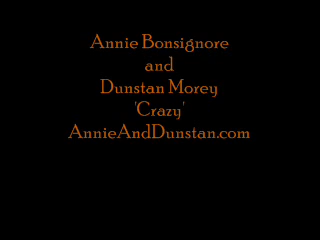 Annie Bonsignore
and
Dunstan Morey
'Crazy'
AnnieAndDunstan.com